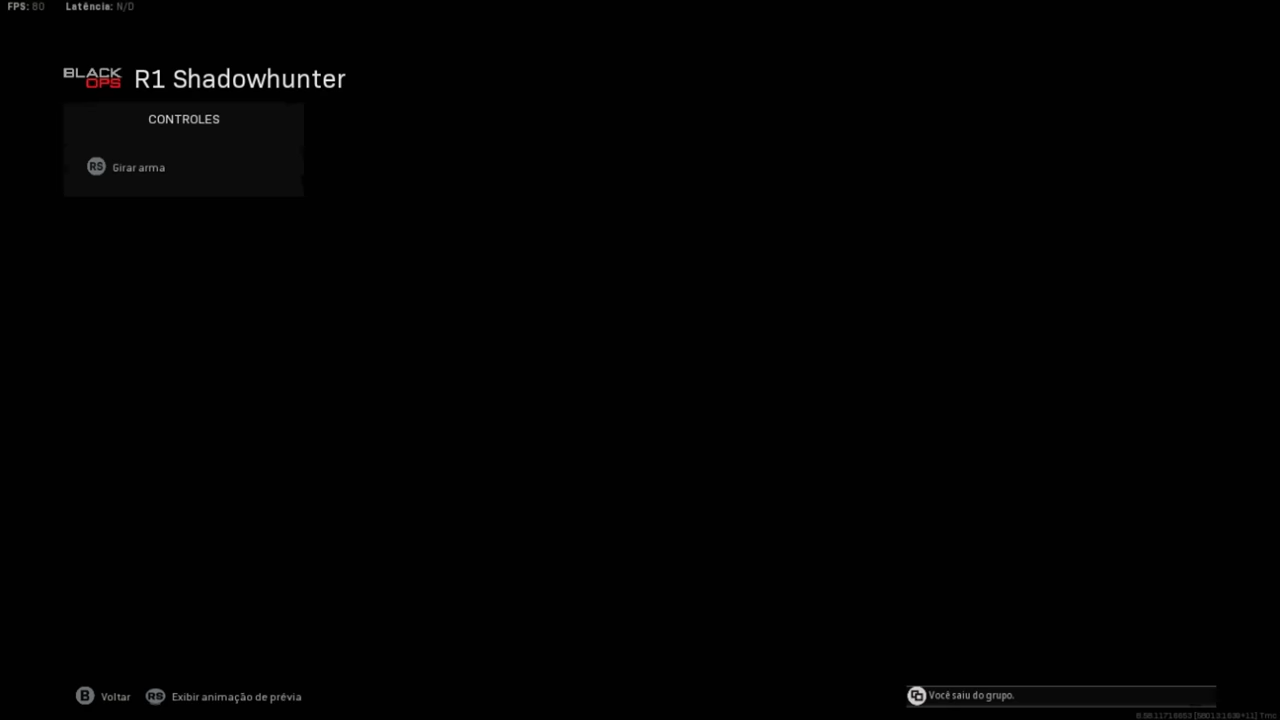 FPS: 80 Latência: N/D
BLACK OPS R1 Shadowhunter
CONTROLES
RS Girar arma
B Voltar RS Exibir animação de prévia
Você saiu do grupo.